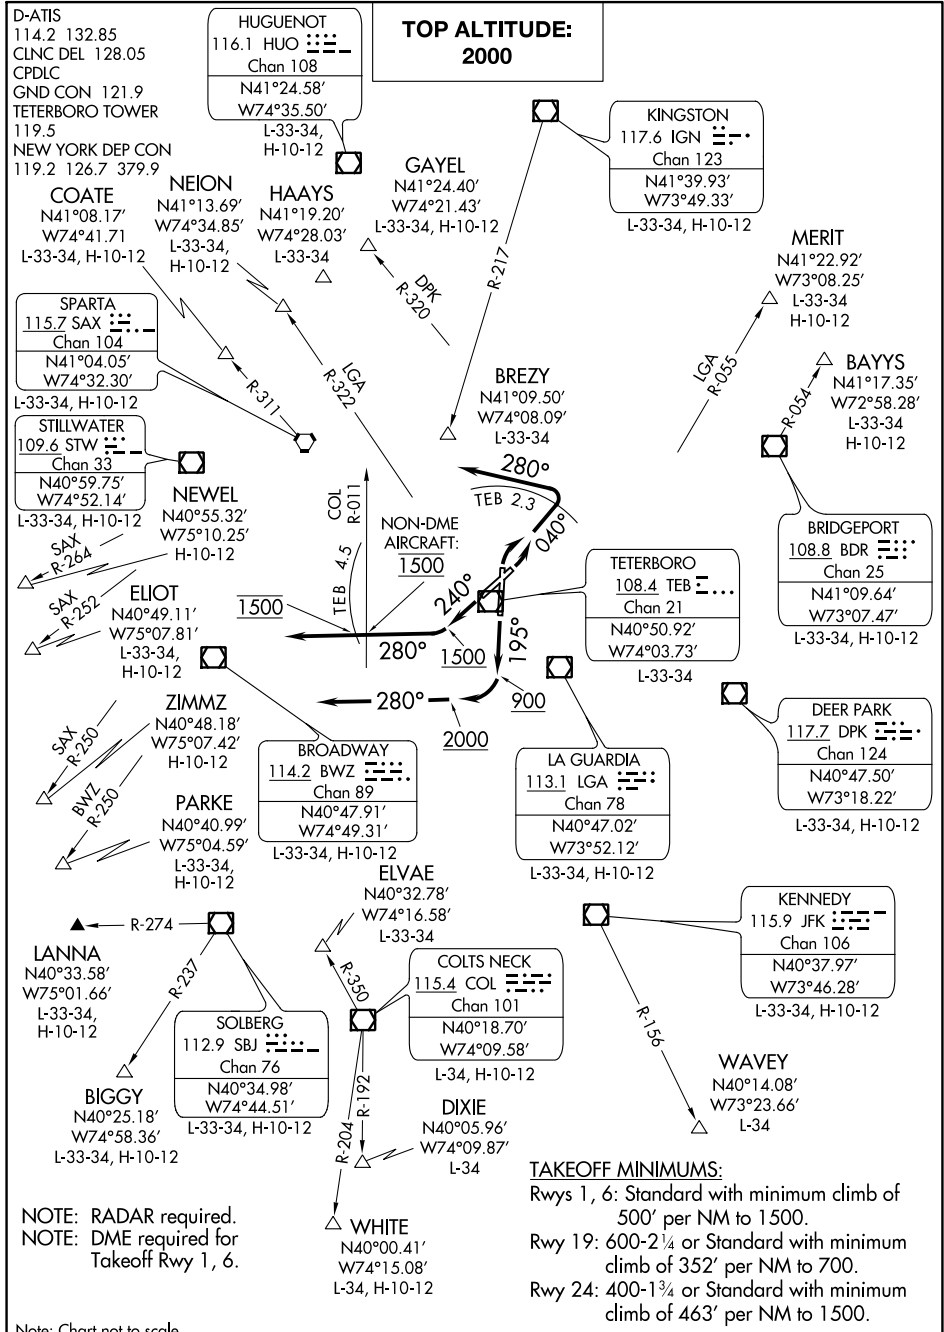 D-ATIS
114.2 132.85
CLNC DEL 128.05
CPDLC
GND CON 121.9
TETERBORO TOWER
119.5
NEW YORK DEP CON
119.2 126.7 379.9
HUGUENOT
116.1 HUO
Chan 108
N41°24.58′
W74°35.50′
L-33-34,
H-10-12
TOP ALTITUDE:
2000
KINGSTON
117.6 IGN
Chan 123
N41°39.93′
W73°49.33′
L-33-34, H-10-12
COATE
N41°08.17′
W74°41.71
L-33-34, H-10-12
NEION
N41°13.69′
W74°34.85′
L-33-34,
H-10-12
HAAYS
N41°19.20′
W74°28.03′
L-33-34
GAYEL
N41°24.40′
W74°21.43′
L-33-34, H-10-12
MERIT
N41°22.92′
W73°08.25′
L-33-34
H-10-12
DPK
R-320
R-217
SPARTA
115.7 SAX
Chan 104
N41°04.05′
W74°32.30′
L-33-34, H-10-12
R-311
LGA
R-322
BREZY
N41°09.50′
W74°08.09′
L-33-34
LGA
R-055
R-054
BAYYS
N41°17.35′
W72°58.28′
L-33-34
H-10-12
STILLWATER
109.6 STW
Chan 33
N40°59.75′
W74°52.14′
L-33-34, H-10-12
NEWEL
N40°55.32′
W75°10.25′
H-10-12
SAX
R-264
COL
R-011
280°
TEB 2.3
040°
NON-DME
AIRCRAFT:
1500
TEB 4.5
240°
1500
280°
1500
195°
TETERBORO
108.4 TEB
Chan 21
N40°50.92′
W74°03.73′
L-33-34
BRIDGEPORT
108.8 BDR
Chan 25
N41°09.64′
W73°07.47′
L-33-34, H-10-12
SAX
R-252
ELIOT
N40°49.11′
W75°07.81′
L-33-34,
H-10-12
280°
900
2000
ZIMMZ
N40°48.18′
W75°07.42′
H-10-12
SAX
R-250
BWZ
R-250
BROADWAY
114.2 BWZ
Chan 89
N40°47.91′
W74°49.31′
L-33-34, H-10-12
LA GUARDIA
113.1 LGA
Chan 78
N40°47.02′
W73°52.12′
L-33-34, H-10-12
DEER PARK
117.7 DPK
Chan 124
N40°47.50′
W73°18.22′
L-33-34, H-10-12
PARKE
N40°40.99′
W75°04.59′
L-33-34,
H-10-12
ELVAE
N40°32.78′
W74°16.58′
L-33-34
R-274
LANNA
N40°33.58′
W75°01.66′
L-33-34,
H-10-12
R-237
R-350
COLTS NECK
115.4 COL
Chan 101
N40°18.70′
W74°09.58′
L-34, H-10-12
KENNEDY
115.9 JFK
Chan 106
N40°37.97′
W73°46.28′
L-33-34, H-10-12
R-156
SOLBERG
112.9 SBJ
Chan 76
N40°34.98′
W74°44.51′
L-33-34, H-10-12
BIGGY
N40°25.18′
W74°58.36′
L-33-34, H-10-12
R-192
R-204
DIXIE
N40°05.96′
W74°09.87′
L-34
WAVEY
N40°14.08′
W73°23.66′
L-34
WHITE
N40°00.41′
W74°15.08′
L-34, H-10-12
NOTE: RADAR required.
NOTE: DME required for
Takeoff Rwy 1, 6.
TAKEOFF MINIMUMS:
Rwys 1, 6: Standard with minimum climb of
500′ per NM to 1500.
Rwy 19: 600-2¼ or Standard with minimum
climb of 352′ per NM to 700.
Rwy 24: 400-1¾ or Standard with minimum
climb of 463′ per NM to 1500.
Note: Chart not to scale